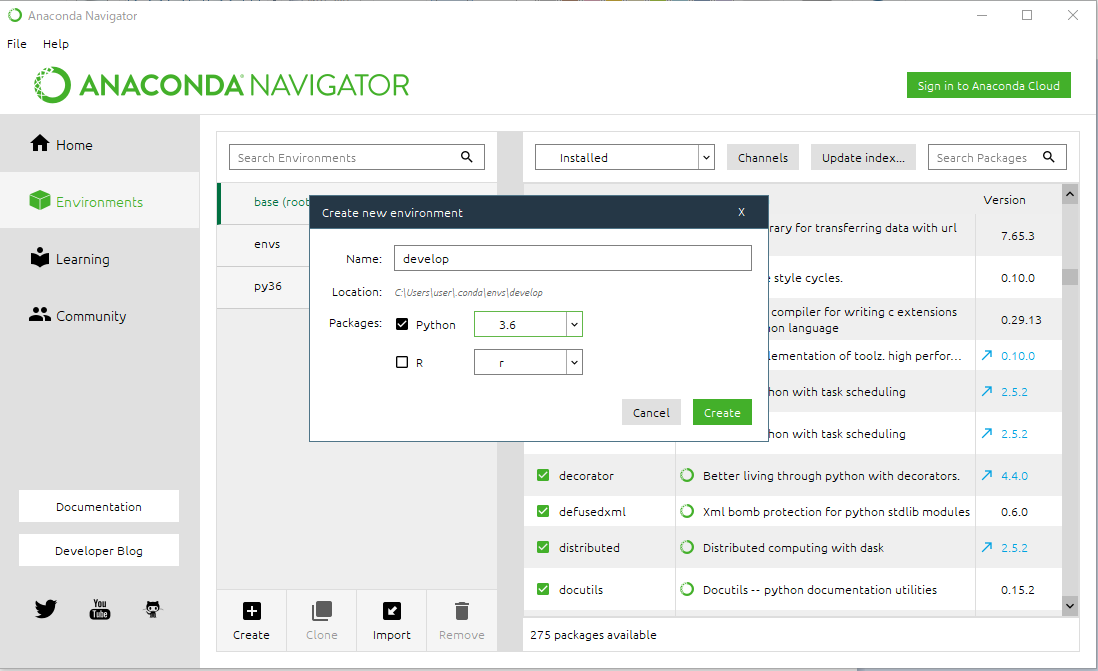 Anaconda Navigator
File Help
ANACONDA NAVIGATOR
Sign in to Anaconda Cloud
Home
Environments
Learning
Community
Documentation
Developer Blog
You
Tube
Search Environments
base (root
envs
py36
Create
Clone
Import
Remove
Installed
Channels
Update index...
Search Packages
Create new environment
X
Name: develop
Location: C:\Users\user\.conda\envs\develop
Packages: Python 3.6
R r
Cancel
Create
Version
rary for transferring data with url 7.65.3
e style cycles. 0.10.0
compiler for writing c extensions
on language 0.29.13
lementation of toolz. high perfor... 0.10.0
hon with task scheduling 2.5.2
hon with task scheduling 2.5.2
decorator Better living through python with decorators. 4.4.0
defusedxml Xml bomb protection for python stdlib modules 0.6.0
distributed Distributed computing with dask 2.5.2
docutils Docutils -- python documentation utilities 0.15.2
275 packages available